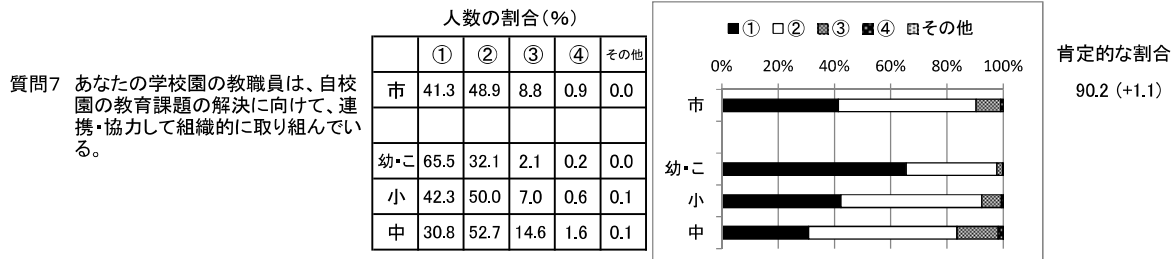 人数の割合(%)
① ② ③ ④ その他
市 41.3 48.9 8.8 0.9 0.0
幼・こ 65.5 32.1 2.1 0.2 0.0
小 42.3 50.0 7.0 0.6 0.1
中 30.8 52.7 14.6 1.6 0.1
質問7 あなたの学校園の教職員は、自校
園の教育課題の解決に向けて、連
携・協力して組織的に取り組んでい
る。
■① □② ③ ④ その他
0% 20% 40% 60% 80% 100%
市
幼・こ
小
中
肯定的な割合
90.2 (+1.1)